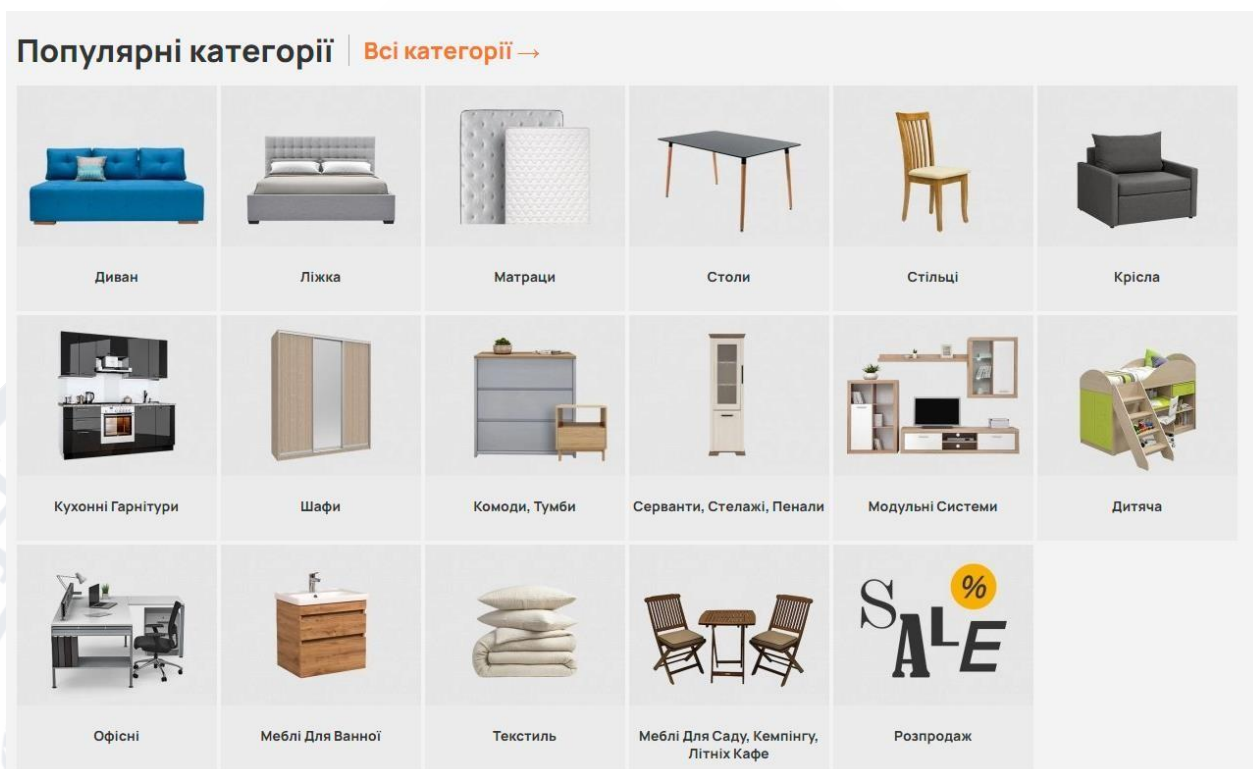 Популярні категорії Всі категорії →
Диван
Ліжка
Матраци
Столи
Стільці
Крісла
Кухонні Гарнітури
Шафи
Комоди, Тумби
Серванти, Стелажі, Пенали
Модульні Системи
Дитяча
SALE %
Офісні
Меблі Для Ванної
Текстиль
Меблі Для Саду, Кемпінгу,
Літніх Кафе
Розпродаж